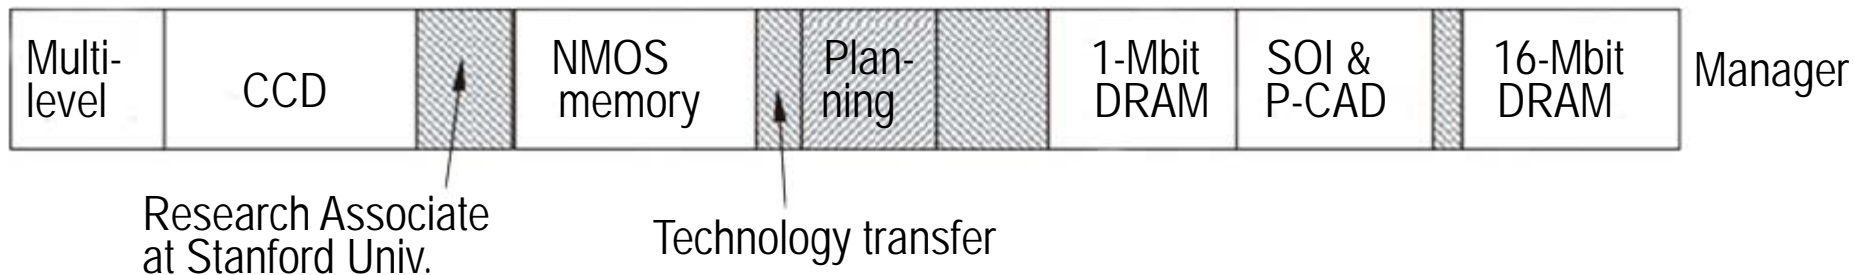 Multi-
level
CCD
NMOS
memory
Plan-
ning
1-Mbit
DRAM
SOI &
P-CAD
16-Mbit
DRAM
Manager
Research Associate
at Stanford Univ.
Technology transfer